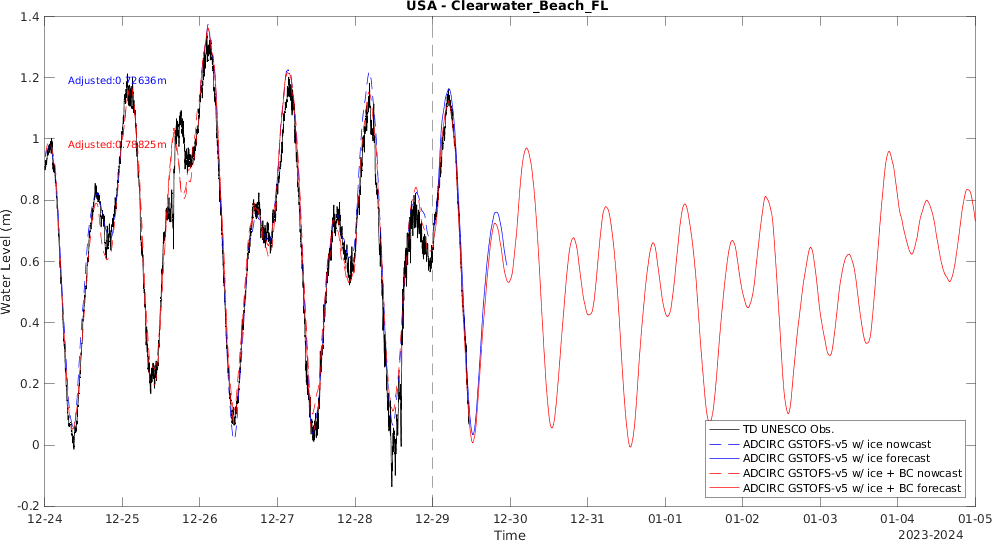 USA - Clearwater_Beach_FL
1.4
1.2
1
0.8
0.6
0.4
0.2
0
-0.2
Water Level (m)
Adjusted:0.72636m
Adjusted:0.78825m
TD UNESCO Obs.
ADCIRC GSTOFS-v5 w/ ice nowcast
ADCIRC GSTOFS-v5 w/ ice forecast
ADCIRC GSTOFS-v5 w/ ice + BC nowcast
ADCIRC GSTOFS-v5 w/ ice + BC forecast
12-24 12-25 12-26 12-27 12-28 12-29 12-30 12-31 01-01 01-02 01-03 01-04 01-05
Time
2023-2024